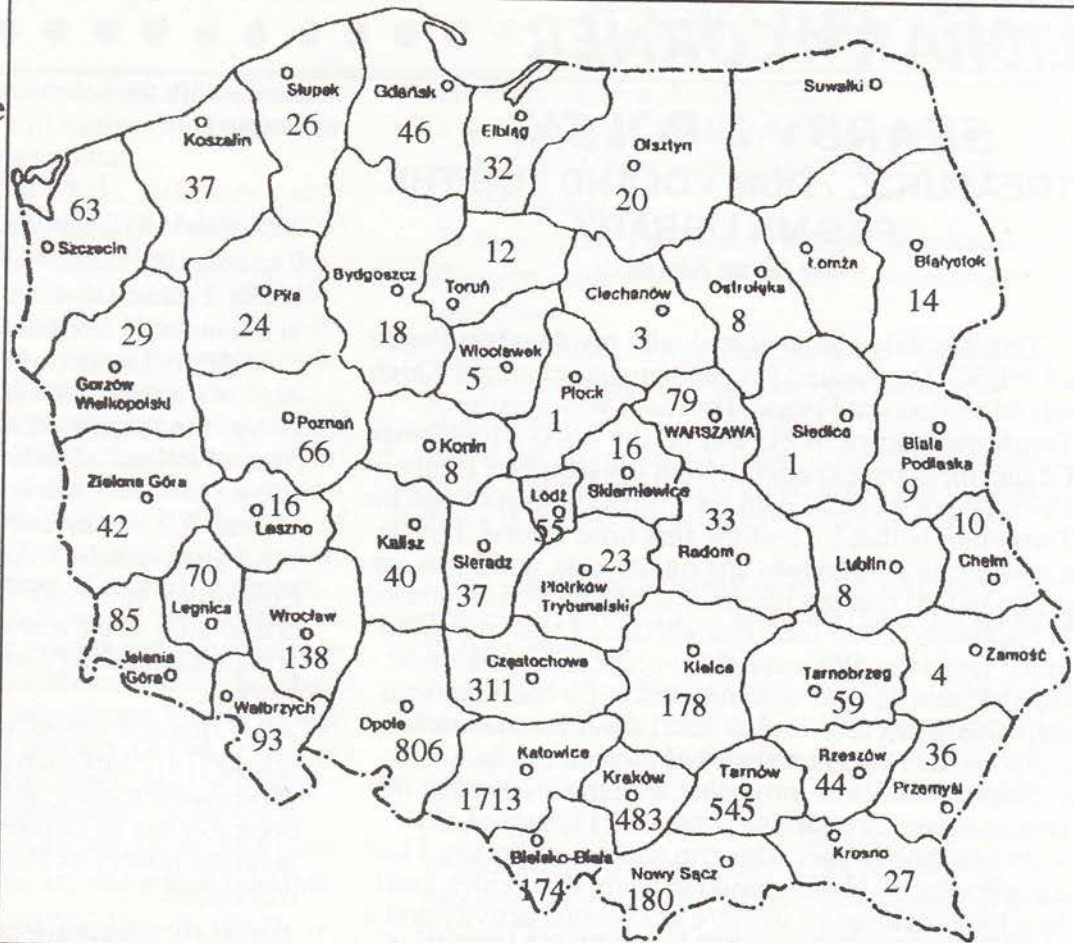 Słupsk
26
Gdańsk
46
Elbląg
32
Suwałki
Koszalin
37
Olsztyn
20
63
Szczecin
12
Łomża
Białystok
14
Bydgoszcz
18
Toruń
Ciechanów
3
Ostrołęka
8
Piła
24
29
Gorzów
Wielkopolski
Włocławek
5
Płock
1
79
WARSZAWA
Siedlce
1
Biała
Podlaska
9
Poznań
66
Konin
8
16
Skierniewice
Zielona Góra
42
16
Leszno
Łódź
55
33
Radom
10
Chełm
Kalisz
40
Sieradz
37
23
Piotrków
Trybunalski
Lublin
8
85
Jelenia
Góra
70
Legnica
Wrocław
138
Częstochowa
311
Kielce
178
Tarnobrzeg
59
Zamość
4
Wałbrzych
93
Opole
806
Katowice
1713
Kraków
483
Tarnów
545
Rzeszów
44
36
Przemyśl
Bielsko-Biała
174
Nowy Sącz
180
Krosno
27